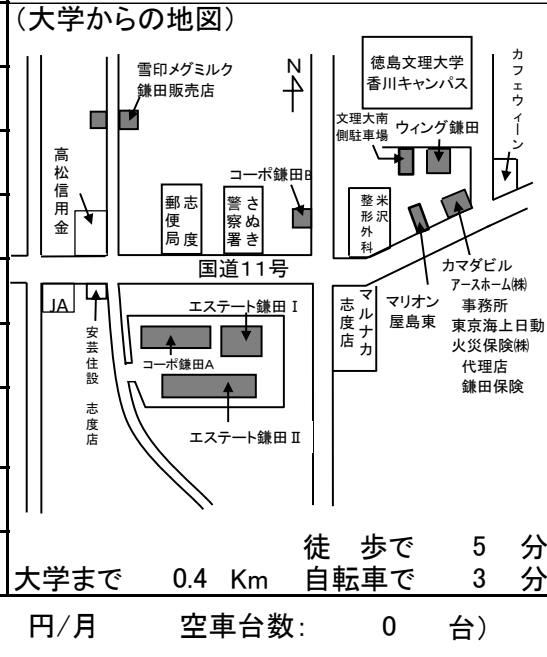 (大学からの地図)
雪印メグミルク
鎌田販売店
N
徳島文理大学
香川キャンパス
カフェウィーン
文理大南
側駐車場
ウィング鎌田
高松信用金
コーポ鎌田B
志度
郵便局
さぬき
警察署
米沢
整形外科
国道11号
カマダビル
アースホーム㈱
事務所
東京海上日動
火災保険㈱
代理店
鎌田保険
マリオン
屋島東
マルナカ
志度店
JA
安芸住設 志度店
エステート鎌田Ⅰ
コーポ鎌田A
エステート鎌田Ⅱ
徒 歩で 5 分
大学まで 0.4 Km 自転車で 3 分
円/月 空車台数: 0 台)